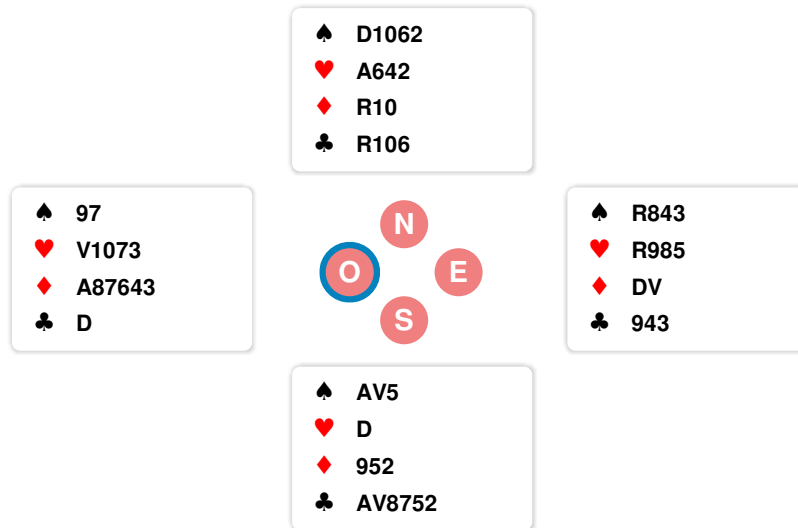 ♠ D1062
♥ A642
♦ R10
♣ R106
♠ 97
♥ V1073
♦ A87643
♣ D
N
O
E
S
♠ R843
♥ R985
♦ DV
♣ 943
♠ AV5
♥ D
♦ 952
♣ AV8752